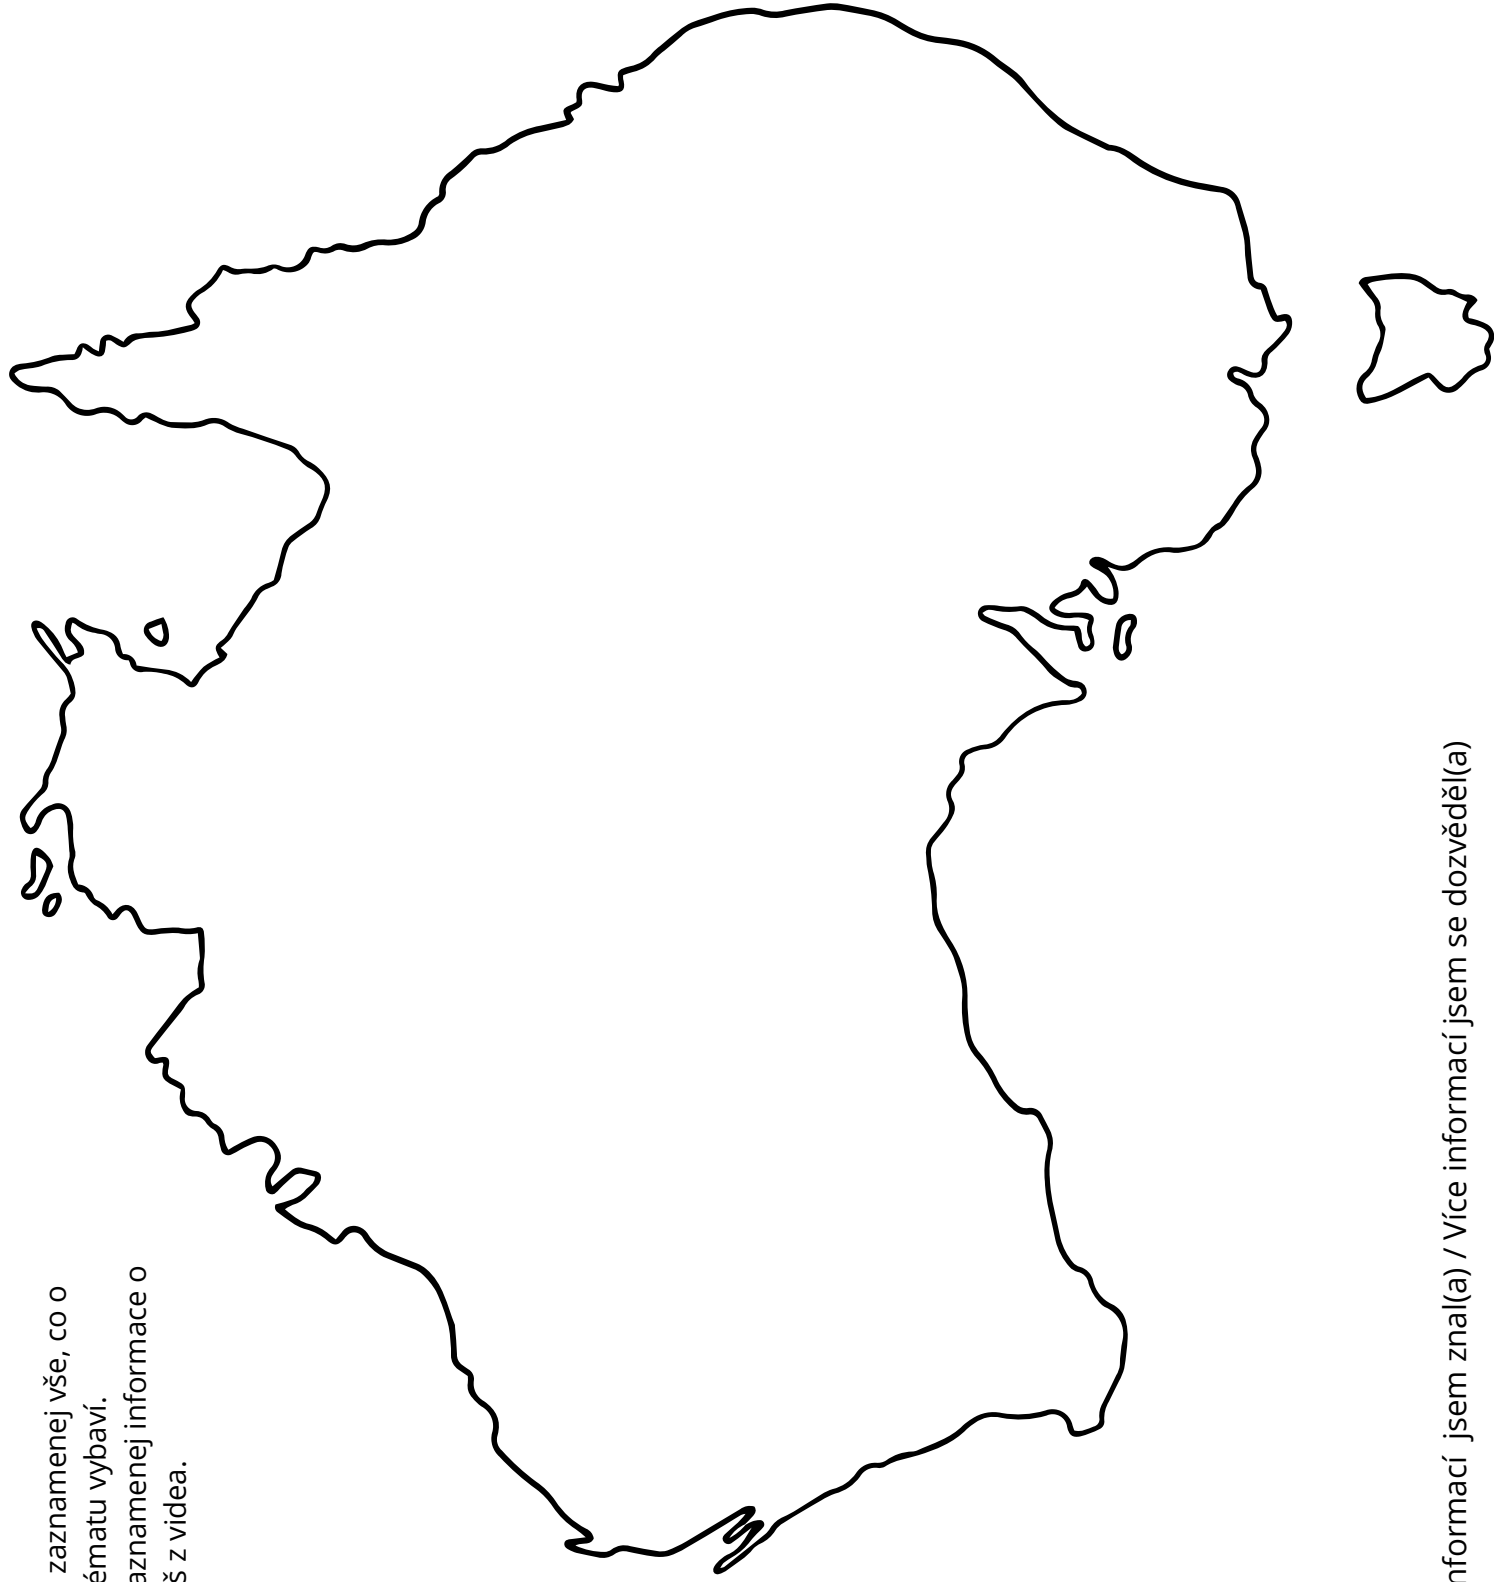 zaznamenej vše, co o
ématu vybaví.
aznamenej informace o
š z videa.
nformací jsem znal(a) / Více informací jsem se dozvěděl(a)